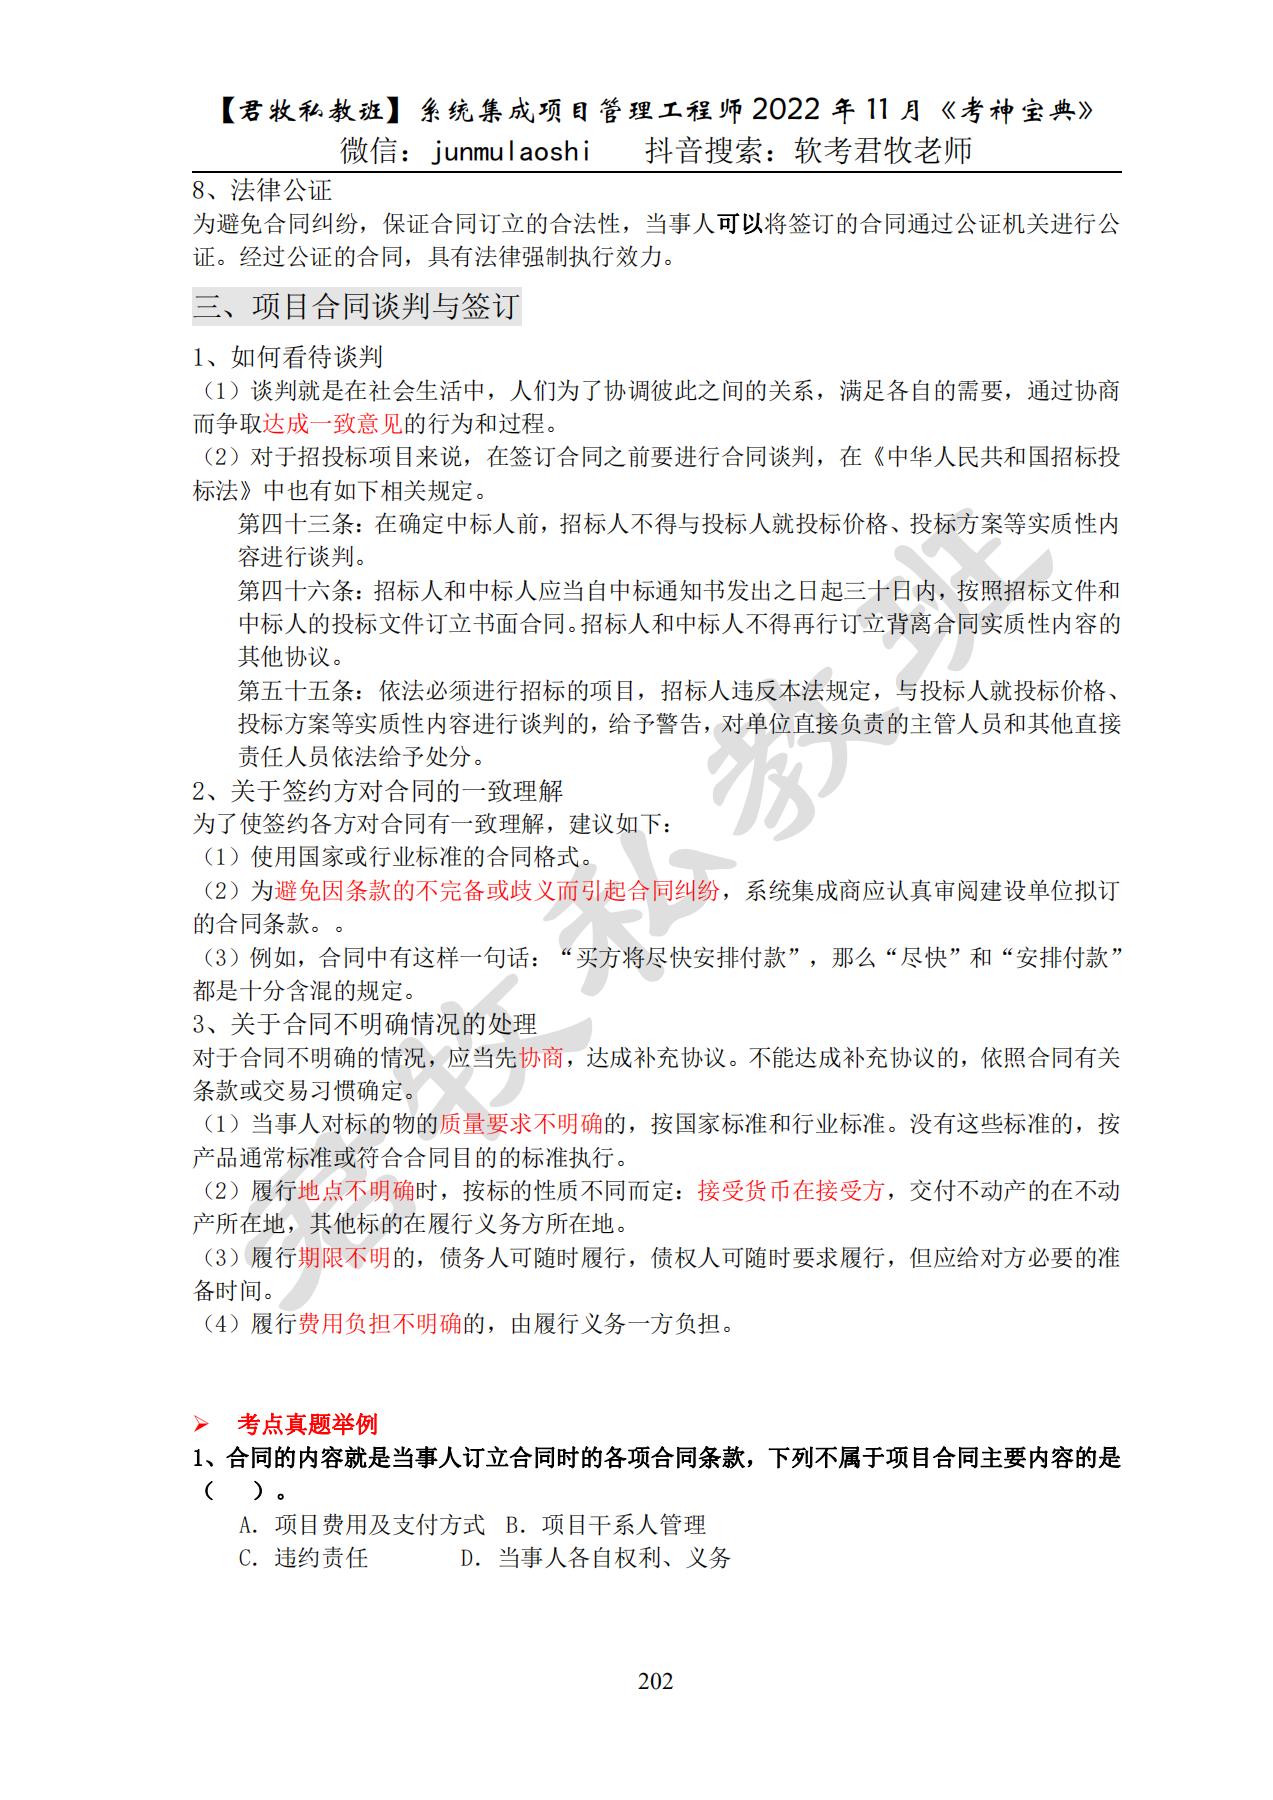 【君牧私教班】系统集成项目管理工程师 2022 年 11 月《考神宝典》
微信：junmulaoshi 抖音搜索：软考君牧老师
8、法律公证
为避免合同纠纷，保证合同订立的合法性，当事人可以将签订的合同通过公证机关进行公
证。经过公证的合同，具有法律强制执行效力。
三、项目合同谈判与签订
1、如何看待谈判
（1）谈判就是在社会生活中，人们为了协调彼此之间的关系，满足各自的需要，通过协商
而争取达成一致意见的行为和过程。
（2）对于招投标项目来说，在签订合同之前要进行合同谈判，在《中华人民共和国招标投
标法》中也有如下相关规定。
第四十三条：在确定中标人前，招标人不得与投标人就投标价格、投标方案等实质性内
容进行谈判。
第四十六条：招标人和中标人应当自中标通知书发出之日起三十日内，按照招标文件和
中标人的投标文件订立书面合同。招标人和中标人不得再行订立背离合同实质性内容的
其他协议。
第五十五条：依法必须进行招标的项目，招标人违反本法规定，与投标人就投标价格、
投标方案等实质性内容进行谈判的，给予警告，对单位直接负责的主管人员和其他直接
责任人员依法给予处分。
2、关于签约方对合同的一致理解
为了使签约各方对合同有一致理解，建议如下：
（1）使用国家或行业标准的合同格式。
（2）为避免因条款的不完备或歧义而引起合同纠纷，系统集成商应认真审阅建设单位拟订
的合同条款。。
（3）例如，合同中有这样一句话：“买方将尽快安排付款”，那么“尽快”和“安排付款”
都是十分含混的规定。
3、关于合同不明确情况的处理
对于合同不明确的情况，应当先协商，达成补充协议。不能达成补充协议的，依照合同有关
条款或交易习惯确定。
（1）当事人对标的物的质量要求不明确的，按国家标准和行业标准。没有这些标准的，按
产品通常标准或符合合同目的的标准执行。
（2）履行地点不明确时，按标的性质不同而定：接受货币在接受方，交付不动产的在不动
产所在地，其他标的在履行义务方所在地。
（3）履行期限不明的，债务人可随时履行，债权人可随时要求履行，但应给对方必要的准
备时间。
（4）履行费用负担不明确的，由履行义务一方负担。
➢ 考点真题举例
1、合同的内容就是当事人订立合同时的各项合同条款，下列不属于项目合同主要内容的是
（ ）。
A. 项目费用及支付方式 B. 项目干系人管理
C. 违约责任 D. 当事人各自权利、义务
202
君牧私教班